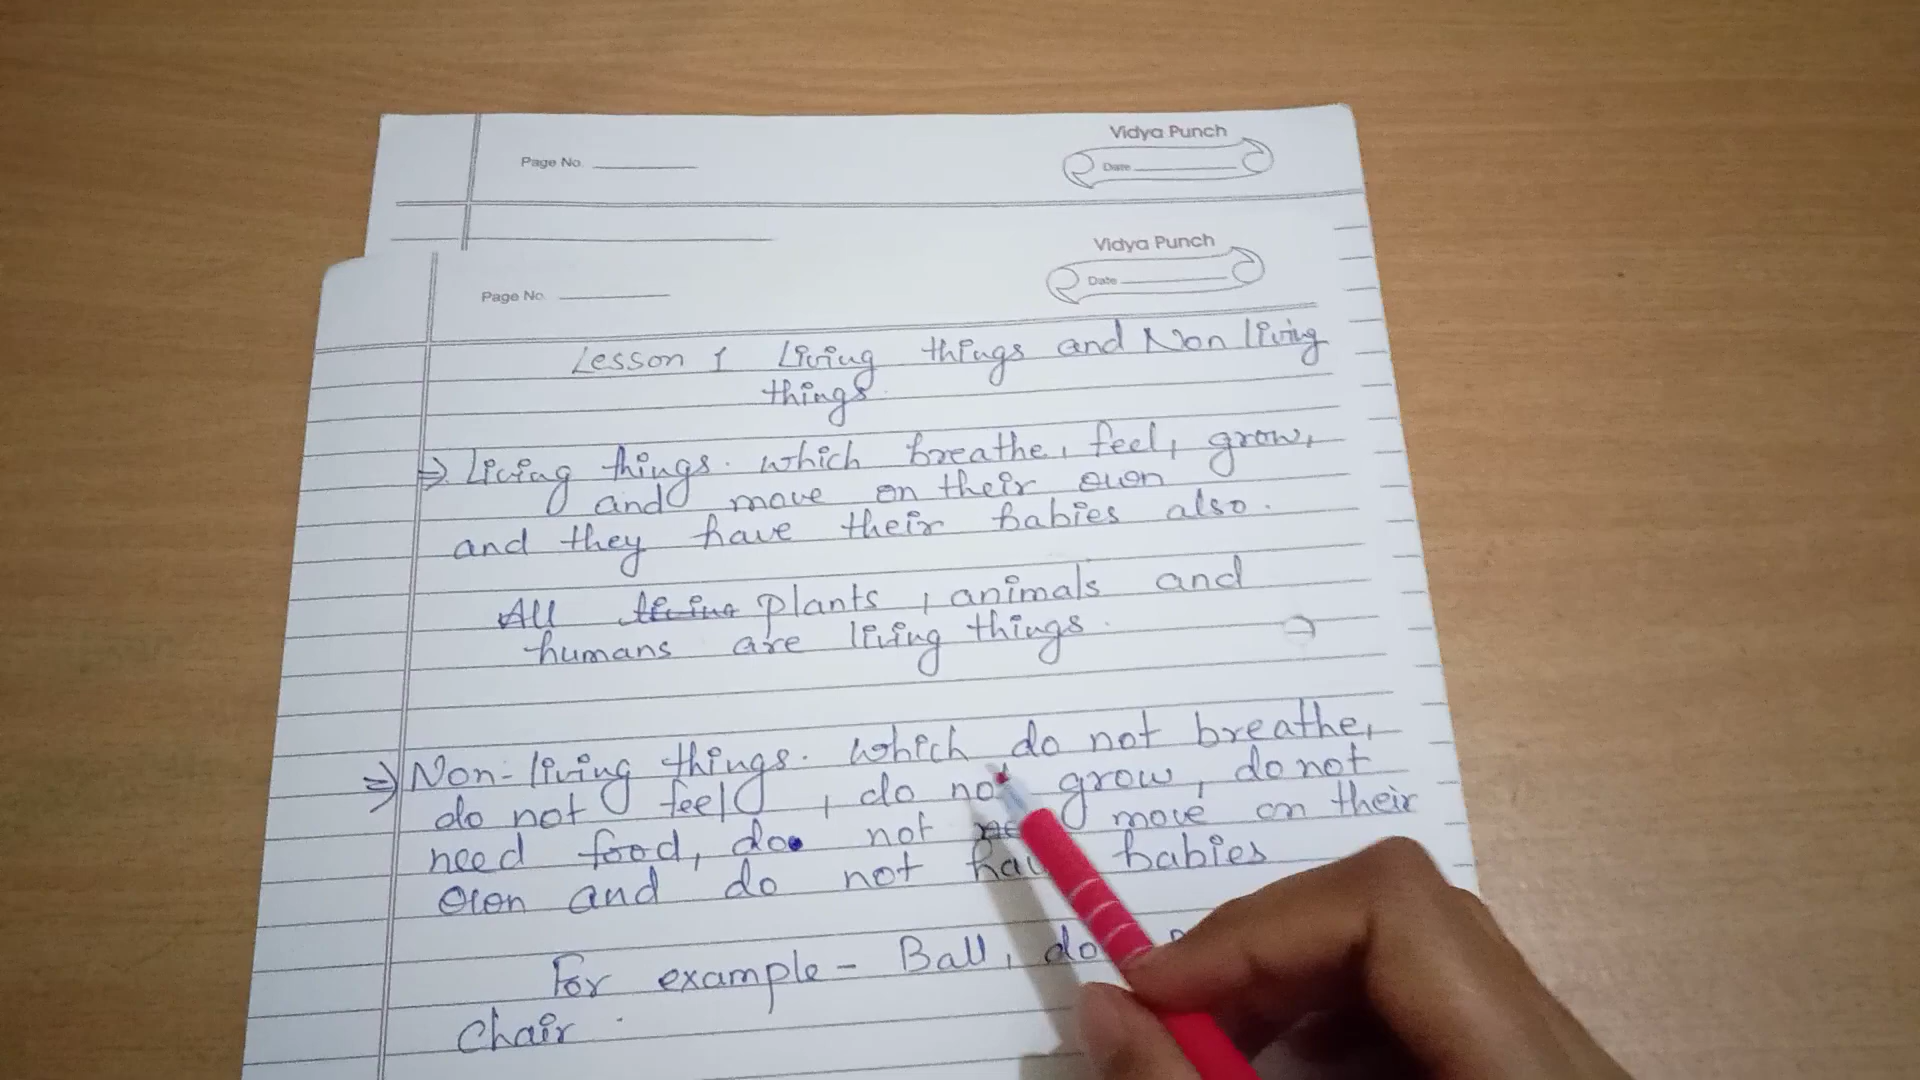 Vidya Punch
Page No.
Date
Vidya Punch
Page No.
Date
Lesson 1 Living things and Non living
things.
⇒ Living things. which breathe, feel, grow,
and move on their own
and they have their babies also.
All living plants, animals and
humans are living things.
⇒ Non-living things. which do not breathe,
do not feel, do not grow, do not
need food, do not move on their
own and do not babies
For example - Ball,
Chair.